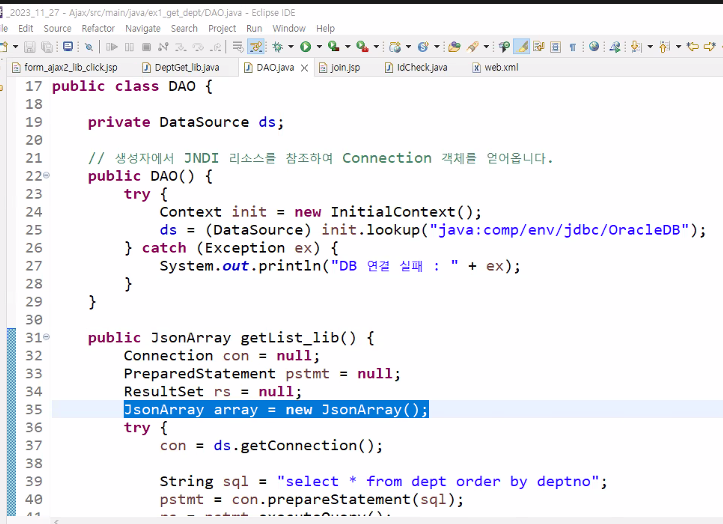 _2023_11_27 - Ajax/src/main/java/ex1_get_dept/DAO.java - Eclipse IDE
Edit Source Refactor Navigate Search Project Run Window Help
form_ajax2_lib_click.jsp DeptGet_lib.java DAO.java join.jsp IdCheck.java web.xml
17 public class DAO {
18
19 private DataSource ds;
20
21 // 생성자에서 JNDI 리소스를 참조하여 Connection 객체를 얻어옵니다.
22 public DAO() {
23 try {
24 Context init = new InitialContext();
25 ds = (DataSource) init.lookup("java:comp/env/jdbc/OracleDB");
26 } catch (Exception ex) {
27 System.out.println("DB 연결 실패 : " + ex);
28 }
29 }
30
31 public JsonArray getList_lib() {
32 Connection con = null;
33 PreparedStatement pstmt = null;
34 ResultSet rs = null;
35 JsonArray array = new JsonArray();
36 try {
37 con = ds.getConnection();
38
39 String sql = "select * from dept order by deptno";
40 pstmt = con.prepareStatement(sql);